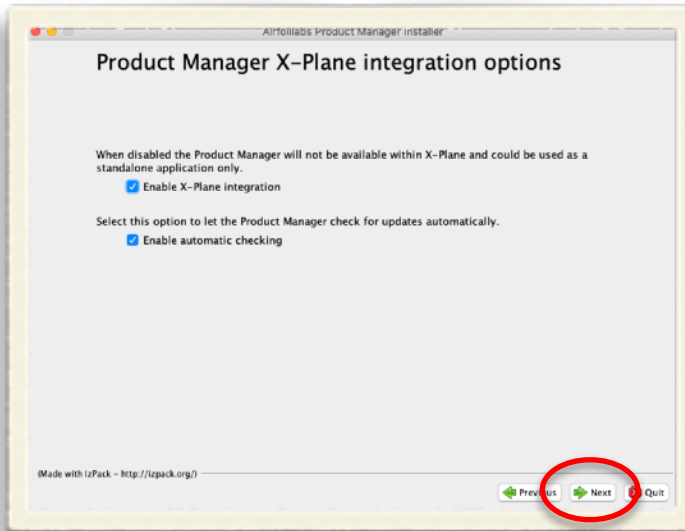 Airfoillabs Product Manager Installer
Product Manager X-Plane integration options
When disabled the Product Manager will not be available within X-Plane and could be used as a
standalone application only.
Enable X-Plane integration
Select this option to let the Product Manager check for updates automatically.
Enable automatic checking
(Made with IzPack - http://izpack.org/)
Previous Next Quit